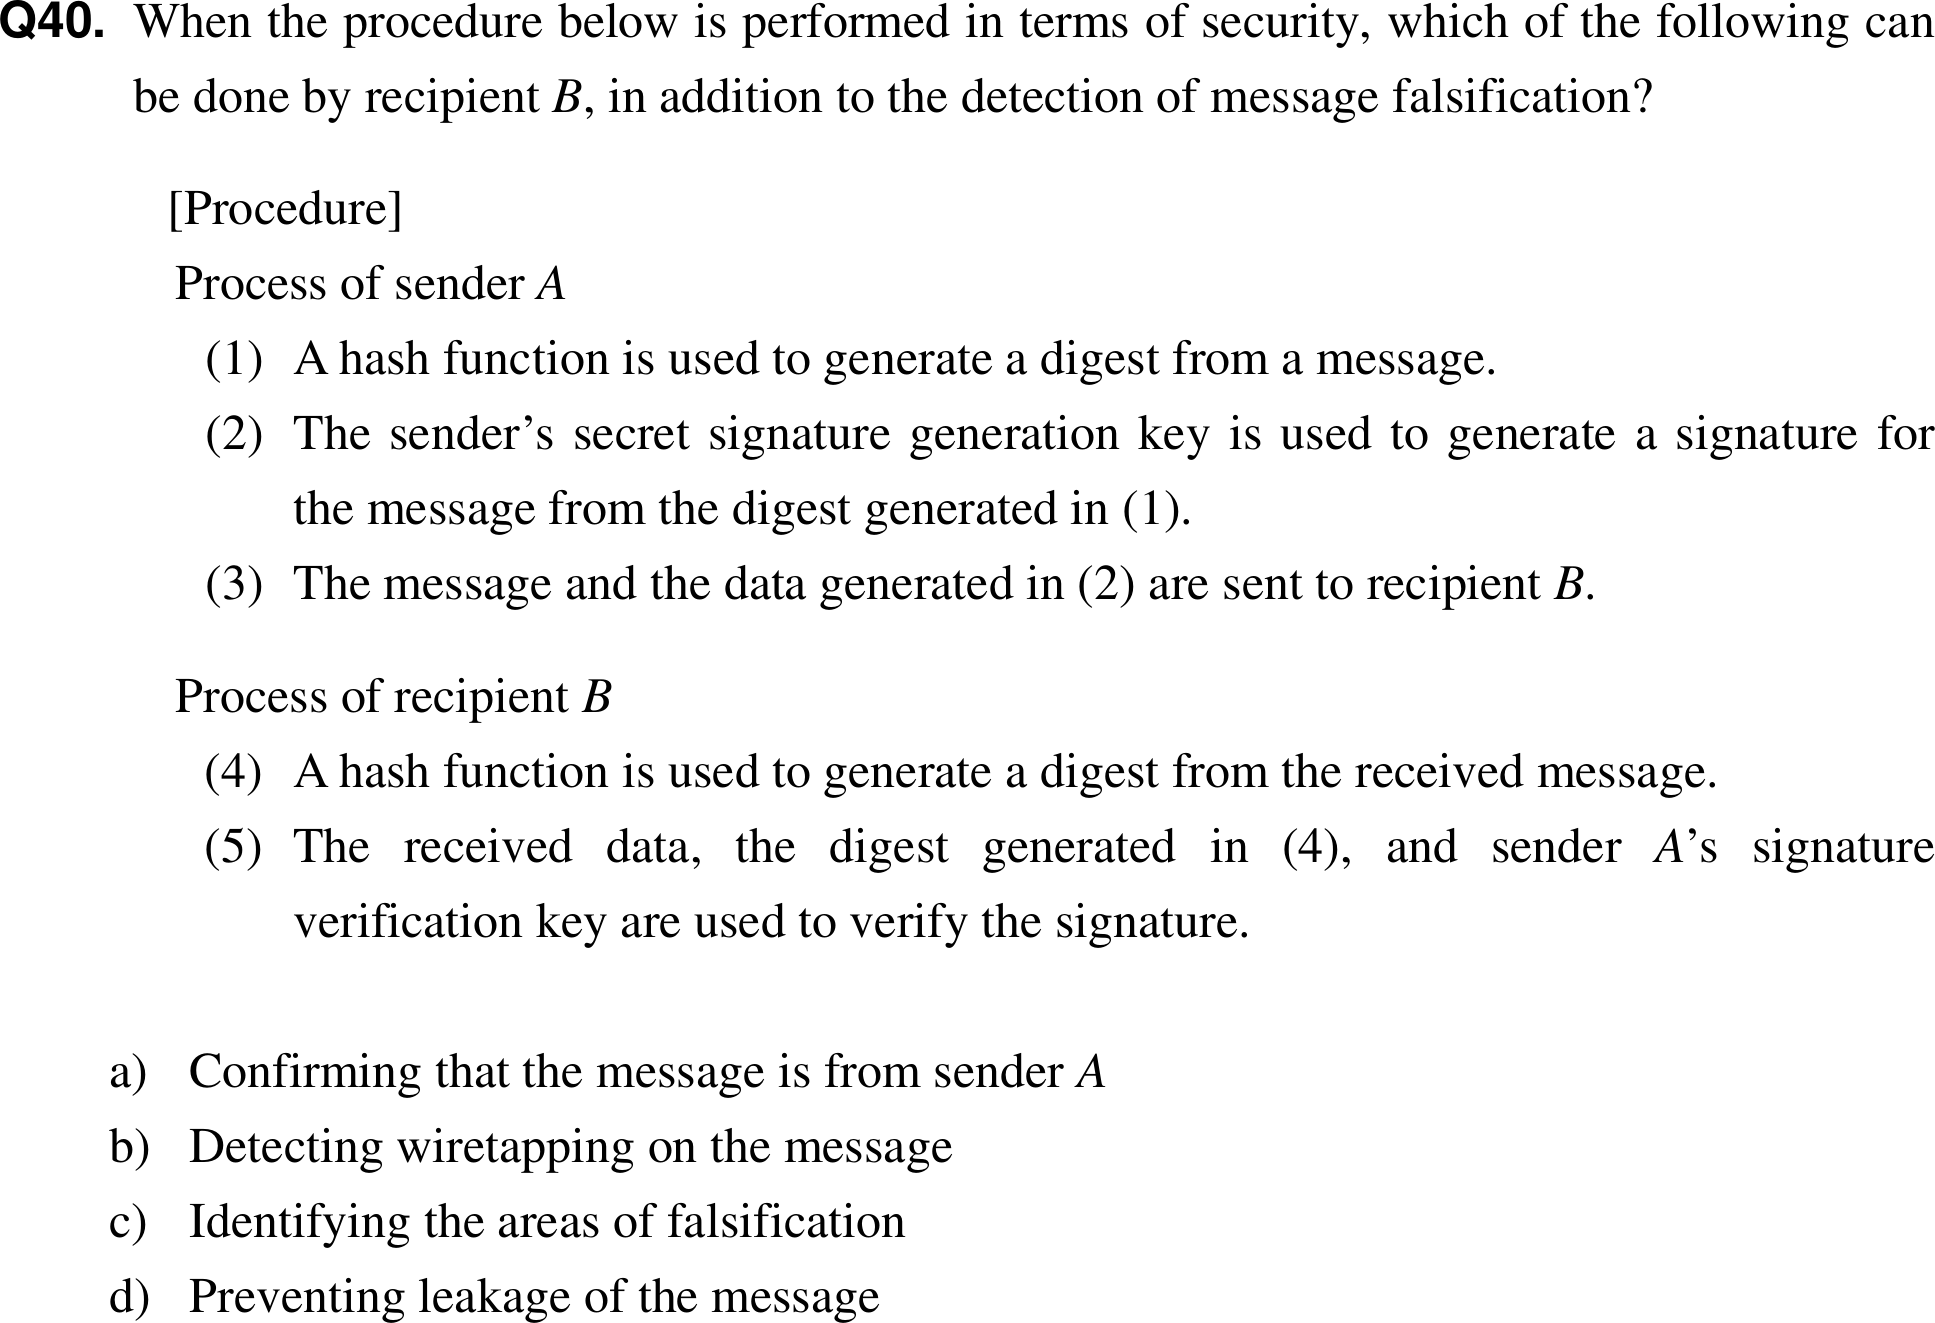 Q40. When the procedure below is performed in terms of security, which of the following can
be done by recipient B, in addition to the detection of message falsification?
[Procedure]
Process of sender A
(1) A hash function is used to generate a digest from a message.
(2) The sender’s secret signature generation key is used to generate a signature for
the message from the digest generated in (1).
(3) The message and the data generated in (2) are sent to recipient B.
Process of recipient B
(4) A hash function is used to generate a digest from the received message.
(5) The received data, the digest generated in (4), and sender A’s signature
verification key are used to verify the signature.
a) Confirming that the message is from sender A
b) Detecting wiretapping on the message
c) Identifying the areas of falsification
d) Preventing leakage of the message